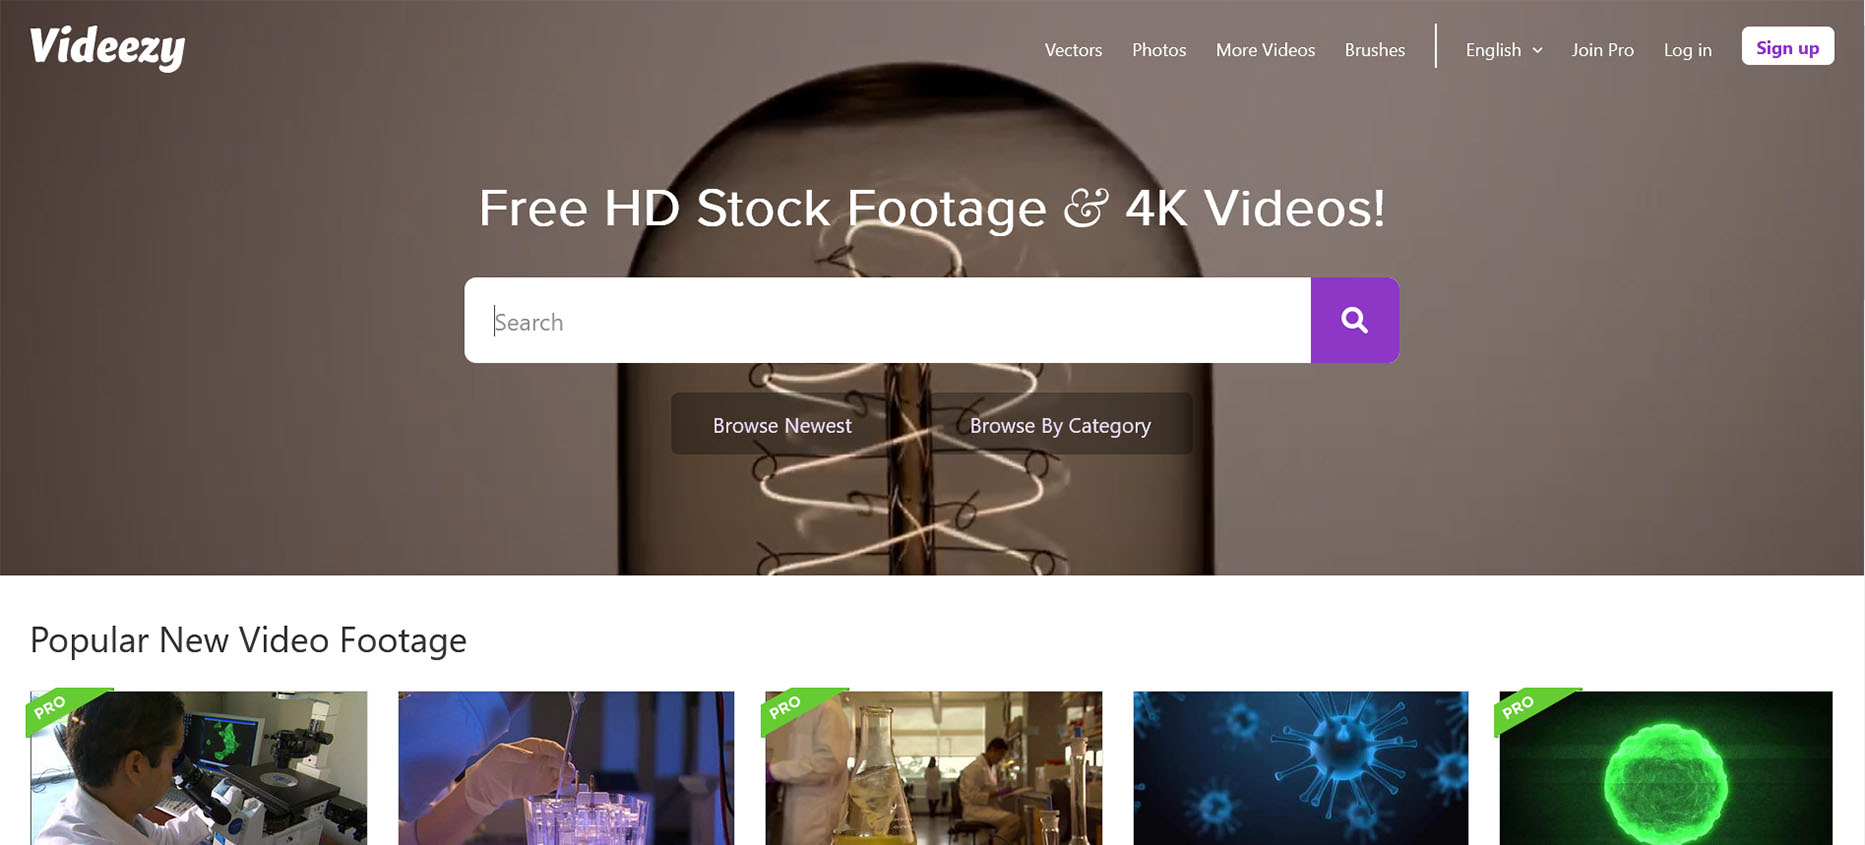 Videezy
Vectors Photos More Videos Brushes English Join Pro Log in Sign up
Free HD Stock Footage & 4K Videos!
Search
Browse Newest Browse By Category
Popular New Video Footage
PRO PRO PRO